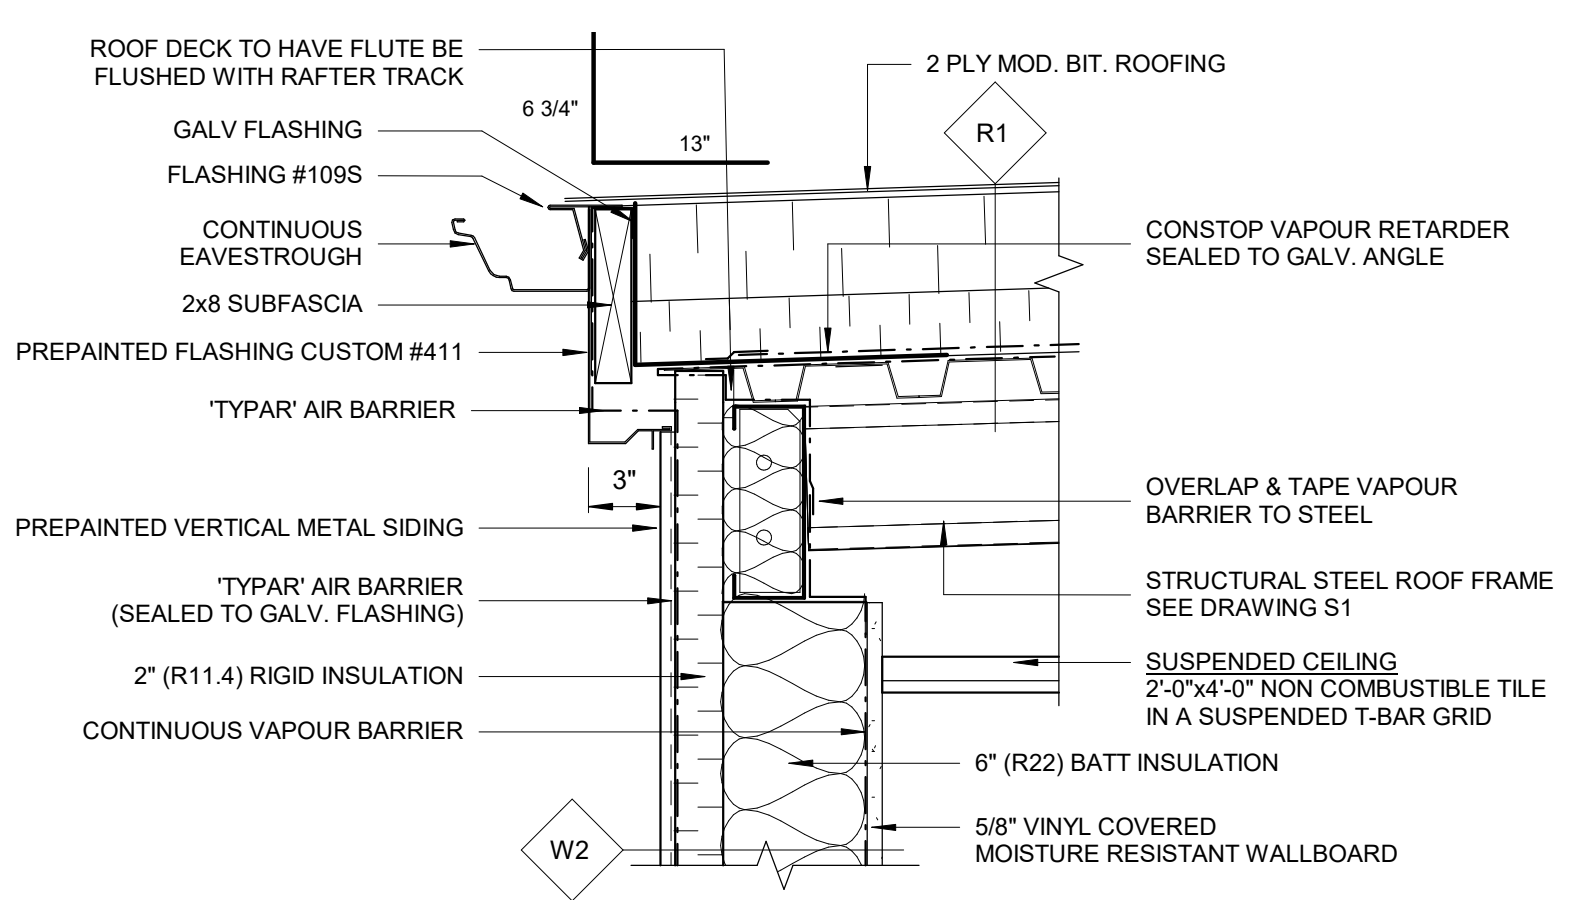 ROOF DECK TO HAVE FLUTE BE
FLUSHED WITH RAFTER TRACK
GALV FLASHING
FLASHING #109S
CONTINUOUS
EAVESTROUGH
2x8 SUBFASCIA
PREPAINTED FLASHING CUSTOM #411
'TYPAR' AIR BARRIER
3"
PREPAINTED VERTICAL METAL SIDING
'TYPAR' AIR BARRIER
(SEALED TO GALV. FLASHING)
2" (R11.4) RIGID INSULATION
CONTINUOUS VAPOUR BARRIER
W2
6 3/4"
13"
2 PLY MOD. BIT. ROOFING
R1
CONSTOP VAPOUR RETARDER
SEALED TO GALV. ANGLE
OVERLAP & TAPE VAPOUR
BARRIER TO STEEL
STRUCTURAL STEEL ROOF FRAME
SEE DRAWING S1
SUSPENDED CEILING
2'-0"x4'-0" NON COMBUSTIBLE TILE
IN A SUSPENDED T-BAR GRID
6" (R22) BATT INSULATION
5/8" VINYL COVERED
MOISTURE RESISTANT WALLBOARD